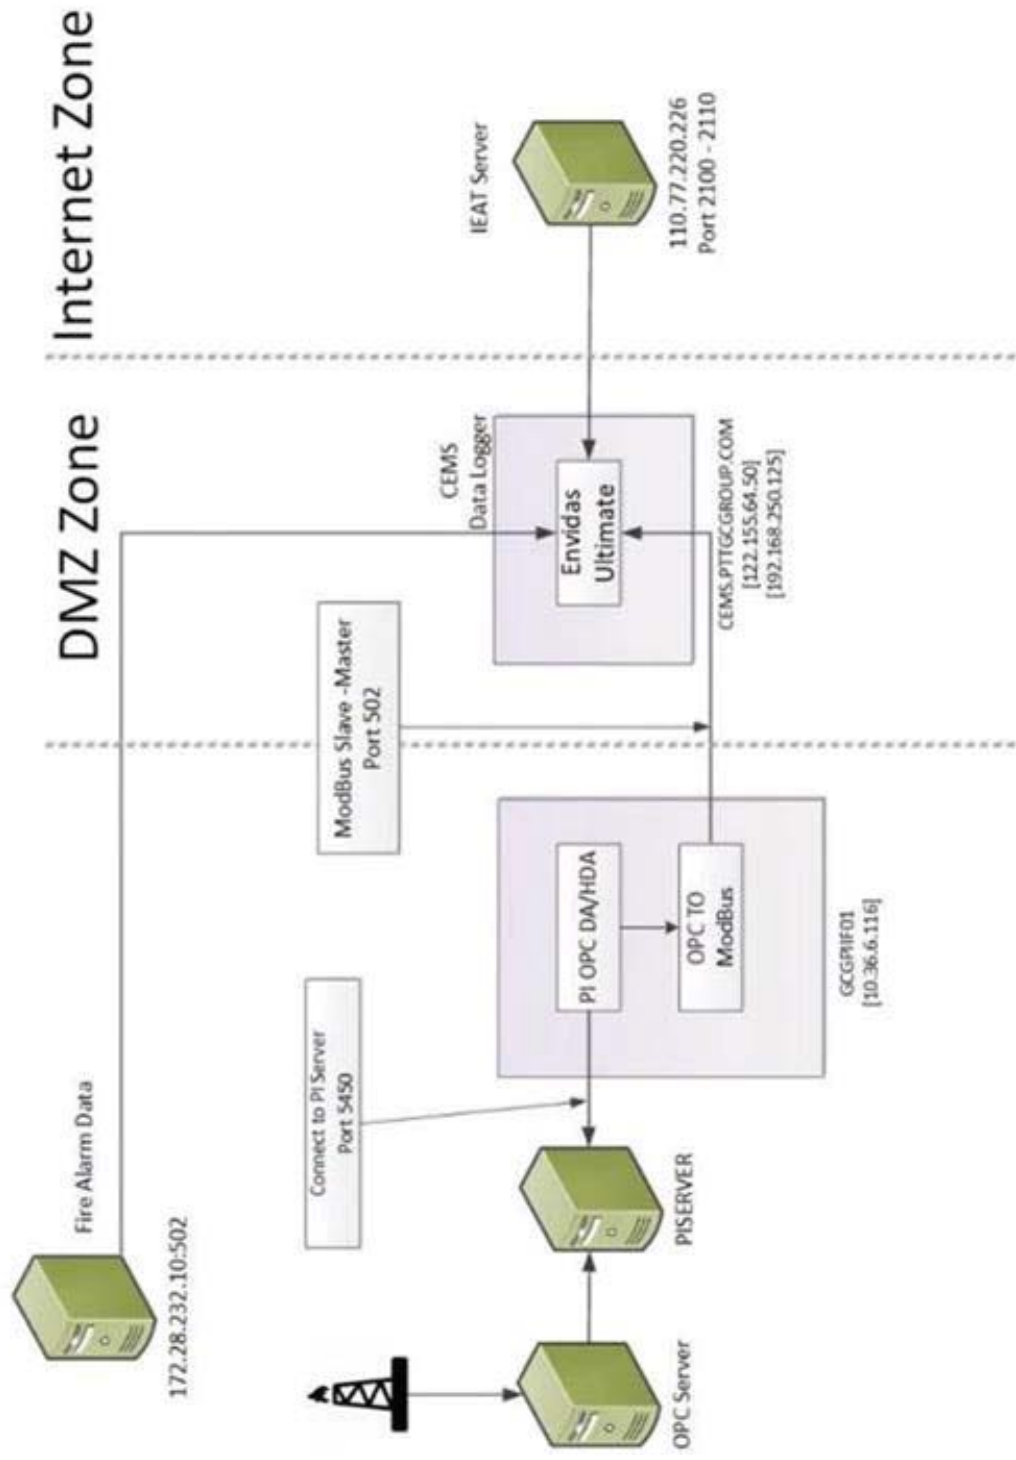 DMZ Zone
Internet Zone
Fire Alarm Data
172.28.232.10:502
Connect to PI Server
Port 5450
ModBus Slave -Master
Port 502
CEMS
Data Logger
IEAT Server
110.77.220.226
Port 2100 - 2110
Envidas
Ultimate
CEMS.PTTGCGROUP.COM
[122.155.64.50]
[192.168.250.125]
PI OPC DA/HDA
OPC TO
ModBus
GCGPIIF01
[10.36.6.116]
OPC Server
PISERVER